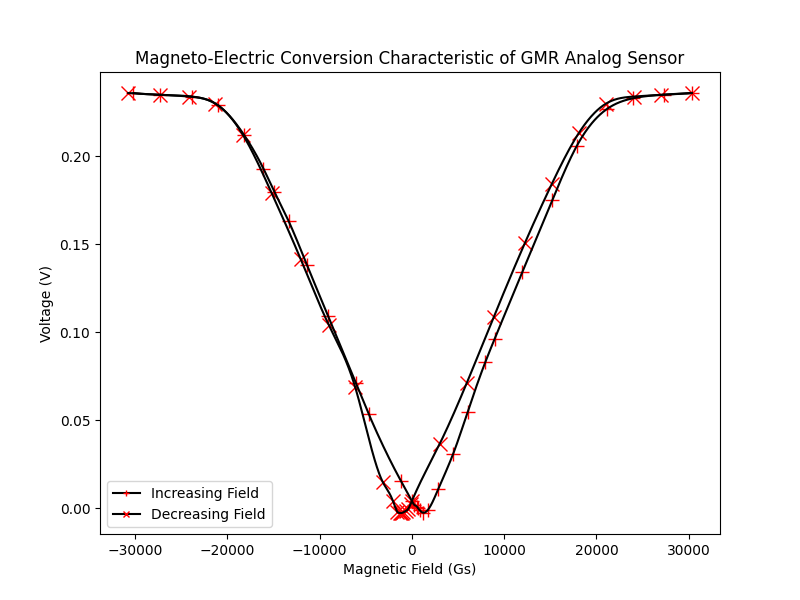 Magneto-Electric Conversion Characteristic of GMR Analog Sensor
Voltage (V)
0.20
0.15
0.10
0.05
0.00
Increasing Field
Decreasing Field
−30000 −20000 −10000 0 10000 20000 30000
Magnetic Field (Gs)